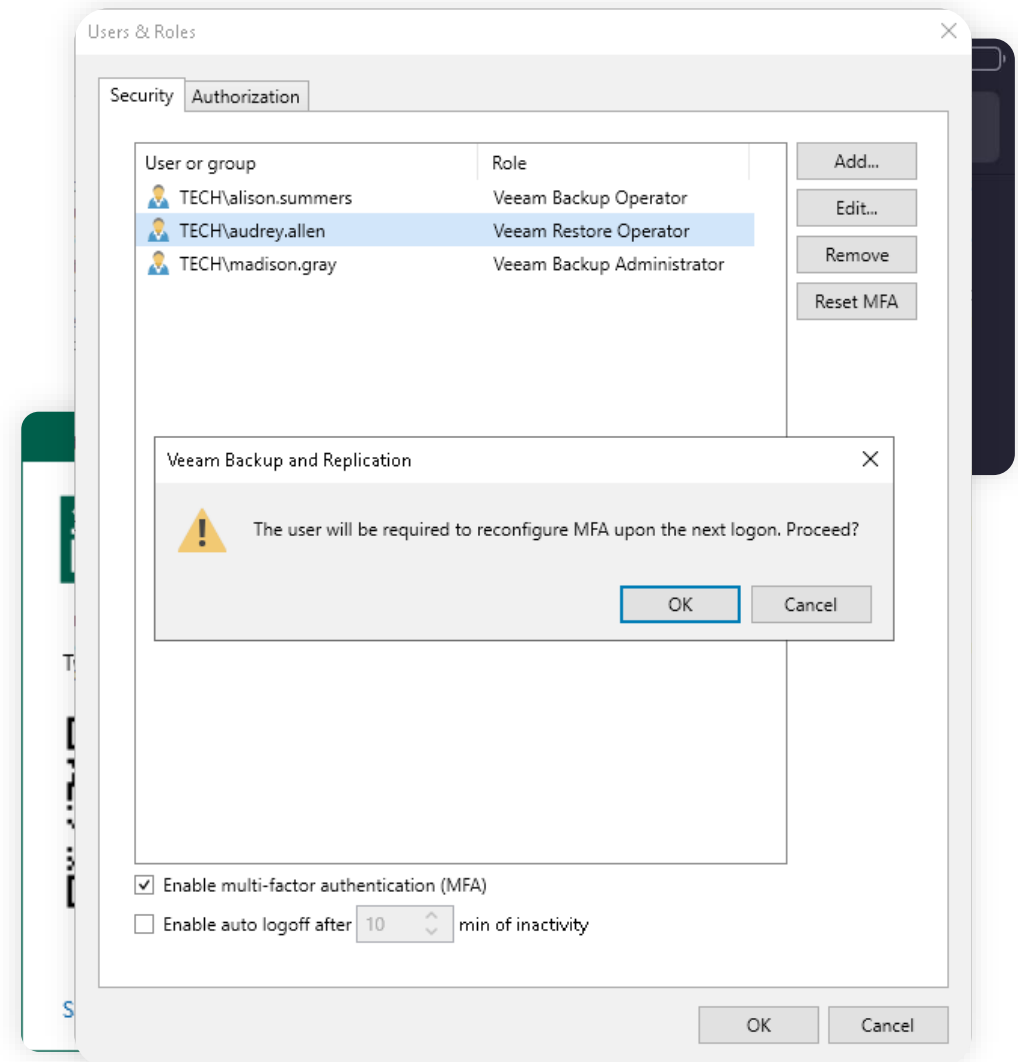 Users & Roles
Security Authorization
User or group Role
TECH\alison.summers Veeam Backup Operator
TECH\audrey.allen Veeam Restore Operator
TECH\madison.gray Veeam Backup Administrator
Add...
Edit...
Remove
Reset MFA
Veeam Backup and Replication
The user will be required to reconfigure MFA upon the next logon. Proceed?
OK Cancel
Enable multi-factor authentication (MFA)
Enable auto logoff after 10 min of inactivity
OK Cancel